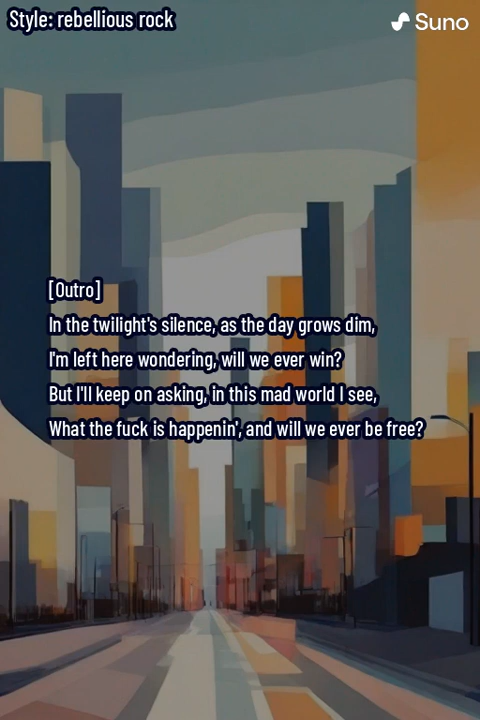 Style: rebellious rock
Suno
[Outro]
In the twilight's silence, as the day grows dim,
I'm left here wondering, will we ever win?
But I'll keep on asking, in this mad world I see,
What the fuck is happenin', and will we ever be free?